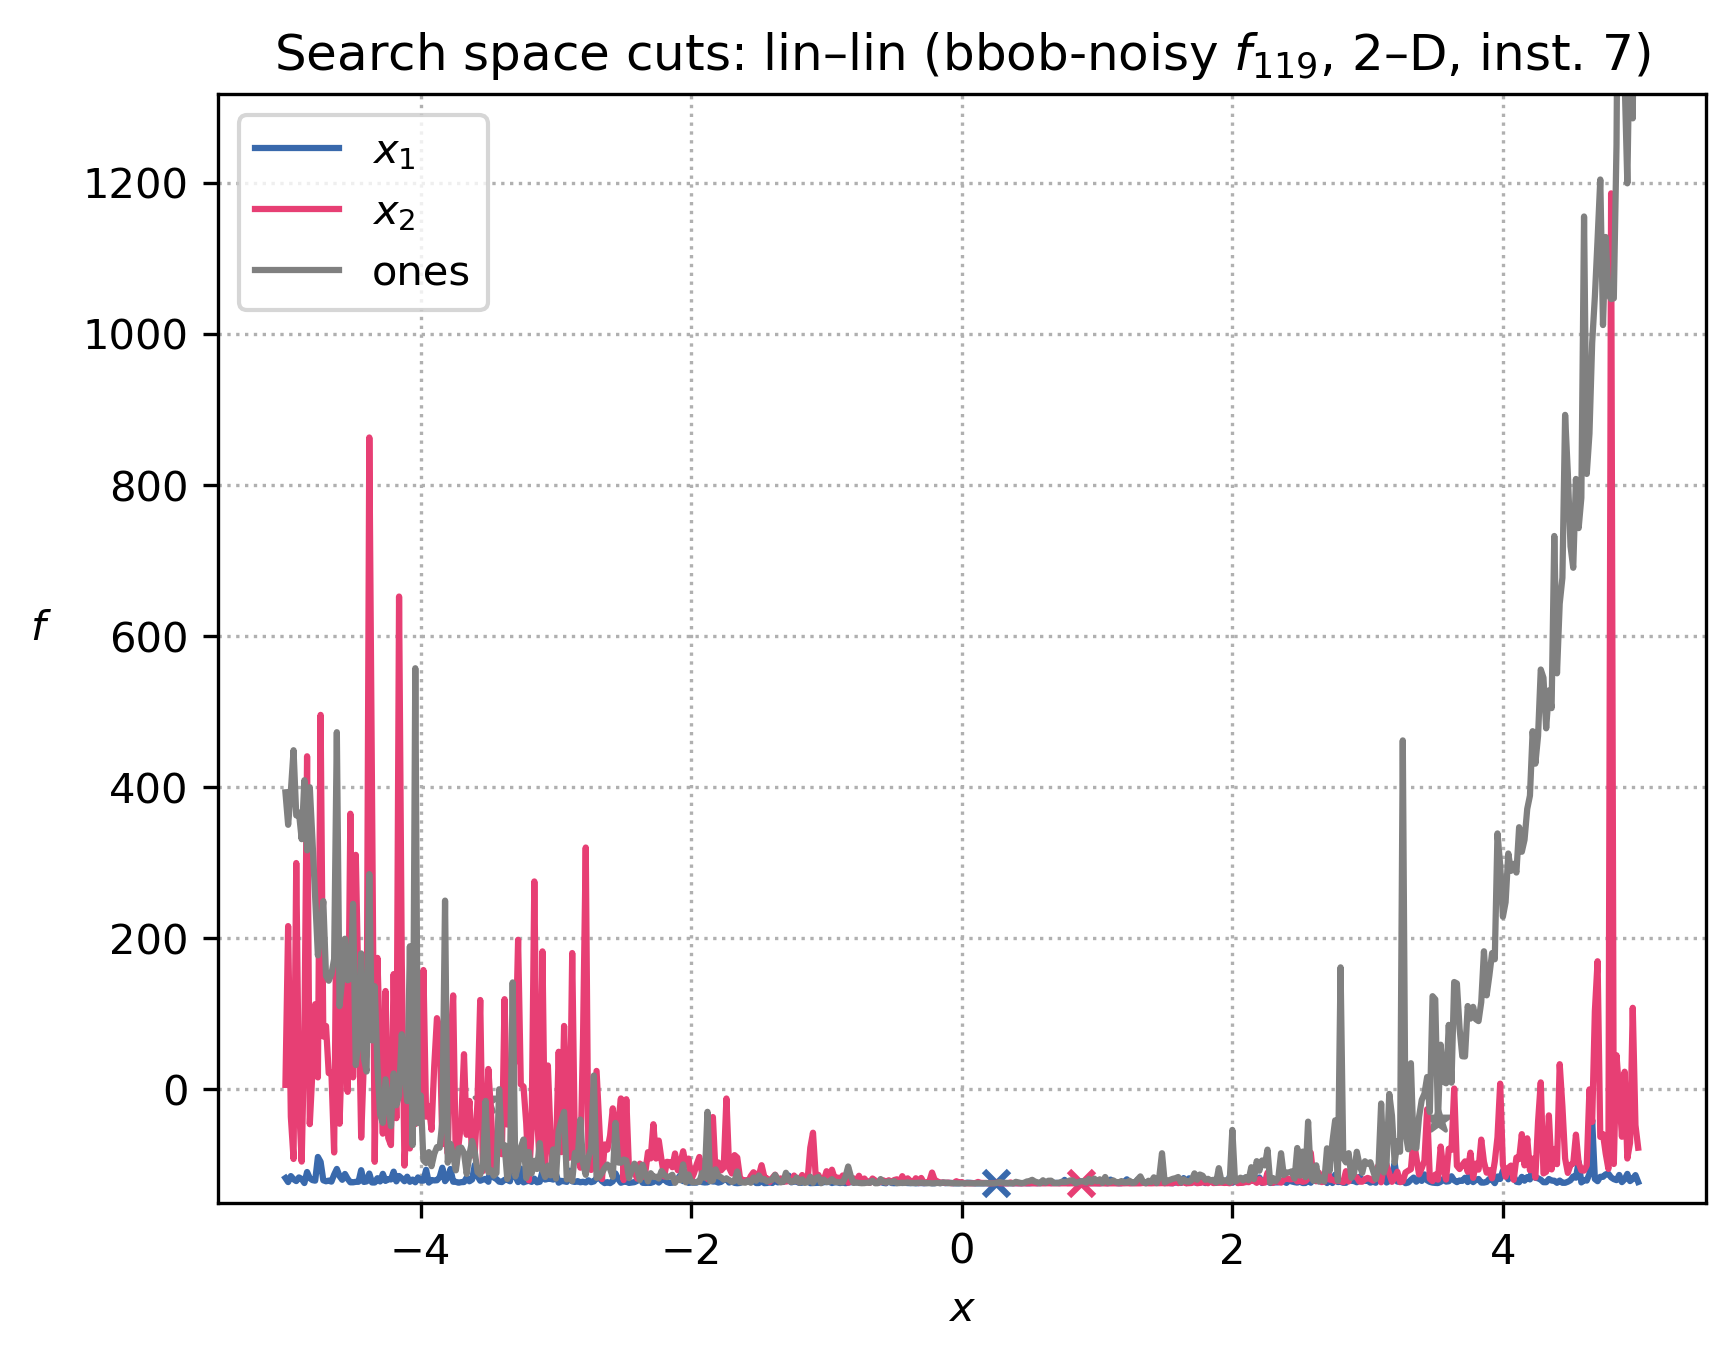 Search space cuts: lin–lin (bbob-noisy f₁₁₉, 2–D, inst. 7)
x₁
x₂
ones
1200
1000
800
600
400
200
0
f
−4
−2
0
2
4
x